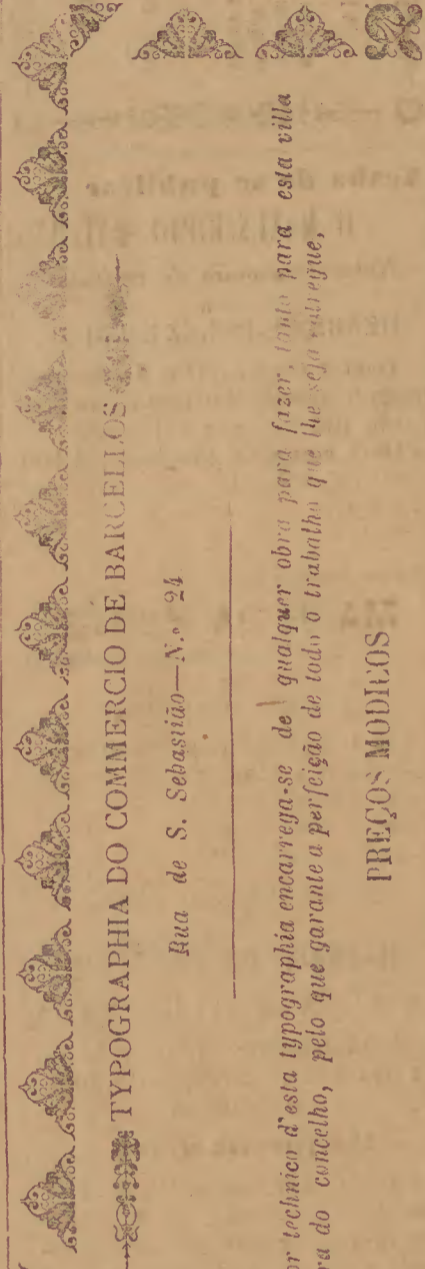 TYPOGRAPHIA DO COMMERCIO DE BARCELLOS
Rua de S. Sebastião—N.º 24
or technico d'esta typographia encarrega-se de qualquer obra para fazer, tanto para esta villa
ra do concelho, pelo que garante a perfeição de todo o trabalho que lhe seja entregue,
PREÇOS MODICOS